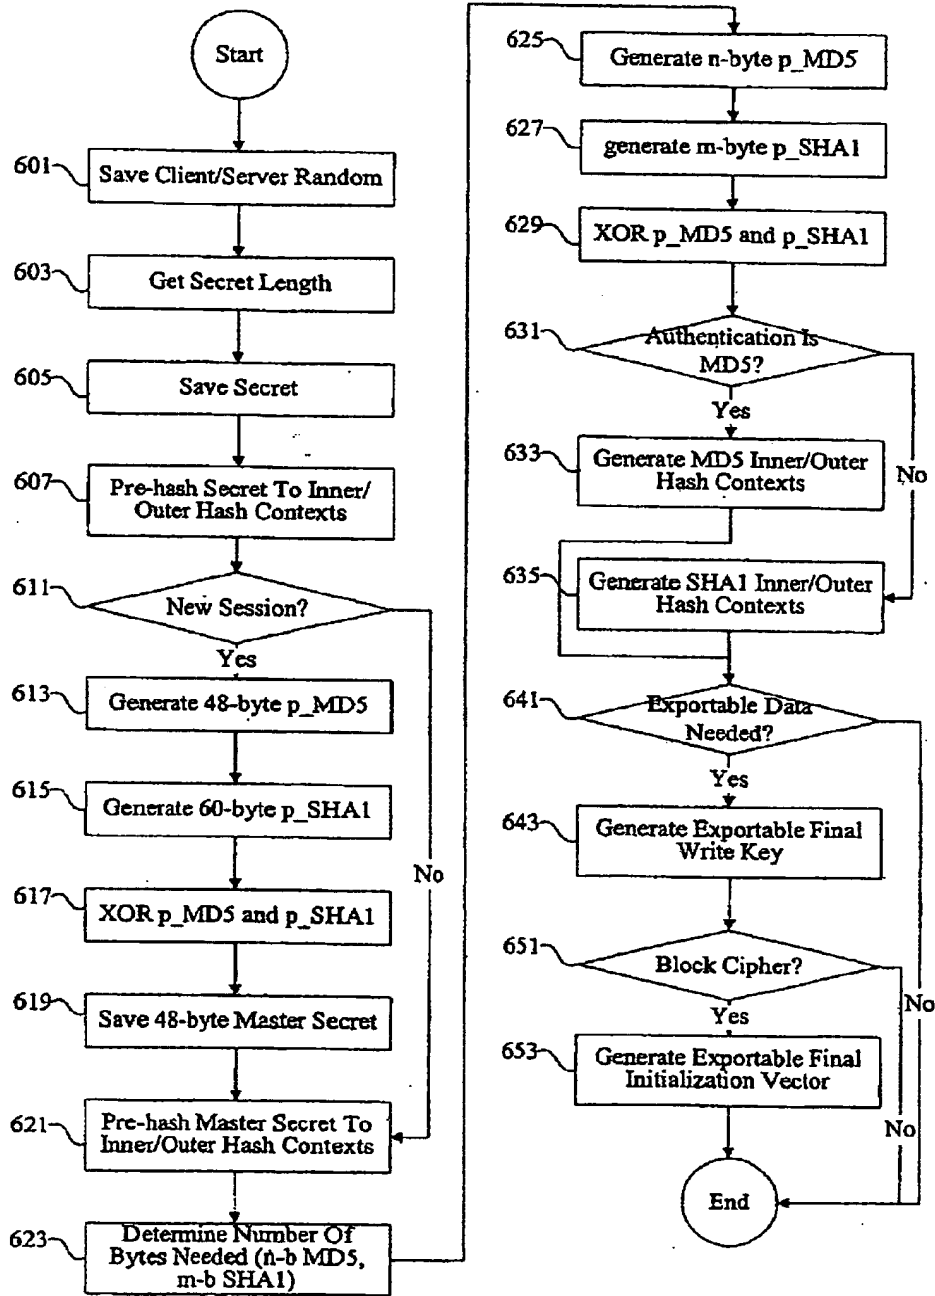 Start
601
Save Client/Server Random
603
Get Secret Length
605
Save Secret
607
Pre-hash Secret To Inner/
Outer Hash Contexts
611
New Session?
Yes
No
613
Generate 48-byte p_MD5
615
Generate 60-byte p_SHA1
617
XOR p_MD5 and p_SHA1
619
Save 48-byte Master Secret
621
Pre-hash Master Secret To
Inner/Outer Hash Contexts
623
Determine Number Of
Bytes Needed (n-b MD5,
m-b SHA1)
625
Generate n-byte p_MD5
627
generate m-byte p_SHA1
629
XOR p_MD5 and p_SHA1
631
Authentication Is
MD5?
Yes
No
633
Generate MD5 Inner/Outer
Hash Contexts
635
Generate SHA1 Inner/Outer
Hash Contexts
641
Exportable Data
Needed?
Yes
No
643
Generate Exportable Final
Write Key
651
Block Cipher?
Yes
No
653
Generate Exportable Final
Initialization Vector
End